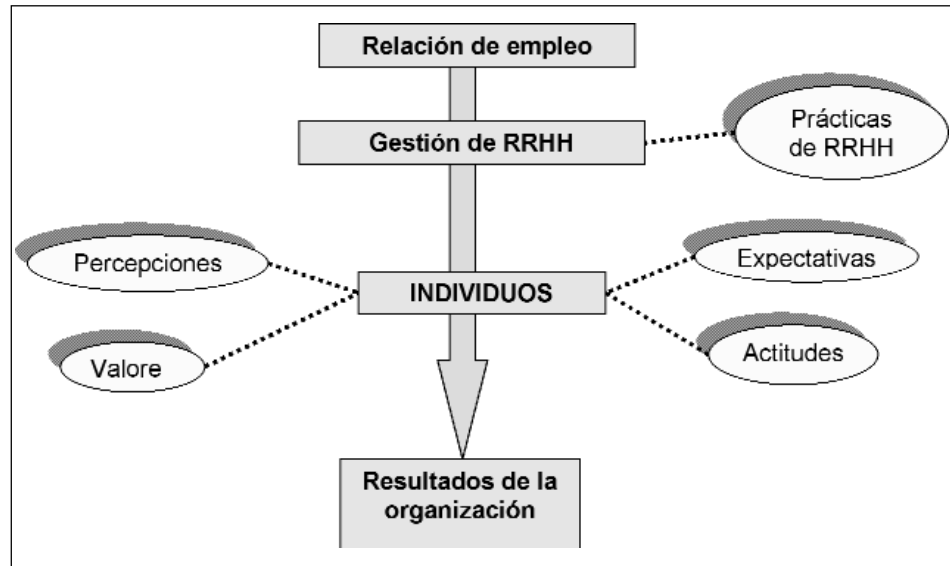 Relación de empleo
Gestión de RRHH
Prácticas
de RRHH
Percepciones
Expectativas
INDIVIDUOS
Valore
Actitudes
Resultados de la
organización